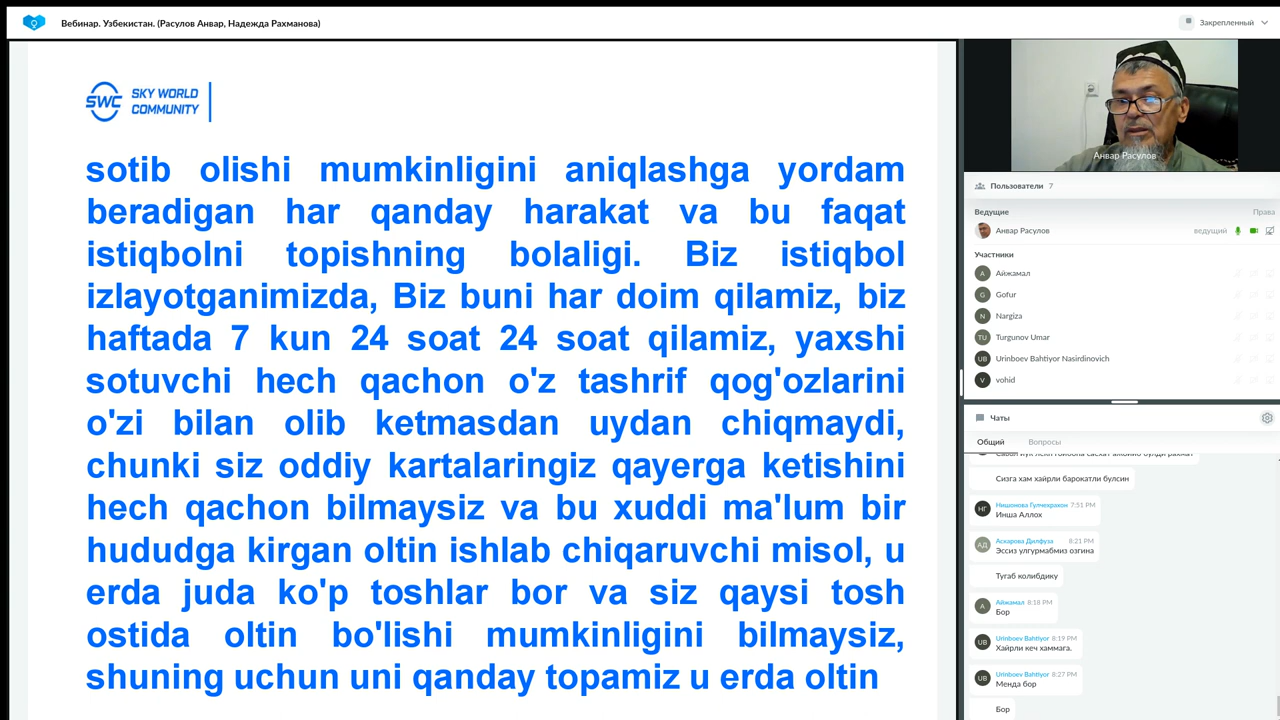 Вебинар. Узбекистан. (Расулов Анвар, Надежда Рахманова)
Закрепленный
SWC
SKY WORLD
COMMUNITY
sotib olishi mumkinligini aniqlashga yordam
beradigan har qanday harakat va bu faqat
istiqbolni topishning bolaligi. Biz istiqbol
izlayotganimizda, Biz buni har doim qilamiz, biz
haftada 7 kun 24 soat 24 soat qilamiz, yaxshi
sotuvchi hech qachon o'z tashrif qog'ozlarini
o'zi bilan olib ketmasdan uydan chiqmaydi,
chunki siz oddiy kartalaringiz qayerga ketishini
hech qachon bilmaysiz va bu xuddi ma'lum bir
hududga kirgan oltin ishlab chiqaruvchi misol, u
erda juda ko'p toshlar bor va siz qaysi tosh
ostida oltin bo'lishi mumkinligini bilmaysiz,
shuning uchun uni qanday topamiz u erda oltin
Анвар Расулов
Пользователи 7
Ведущие Права
Анвар Расулов ведущий
Участники
A Айжамал
G Gofur
N Nargiza
TU Turgunov Umar
UB Urinboev Bahtiyor Nasirdinovich
V vohid
Чаты
Общий Вопросы
Сизга хам хайрли барокатли булсин
НГ Нишонова Гулчехрахон 7:51 PM
Инша Аллох
АД Аскарова Дилфуза 8:21 PM
Эссиз улгурмабмиз озгина
Тугаб колибдику
A Айжамал 8:18 PM
Бор
UB Urinboev Bahtiyor 8:19 PM
Хайрли кеч хаммага.
UB Urinboev Bahtiyor 8:27 PM
Менда бор
Бор